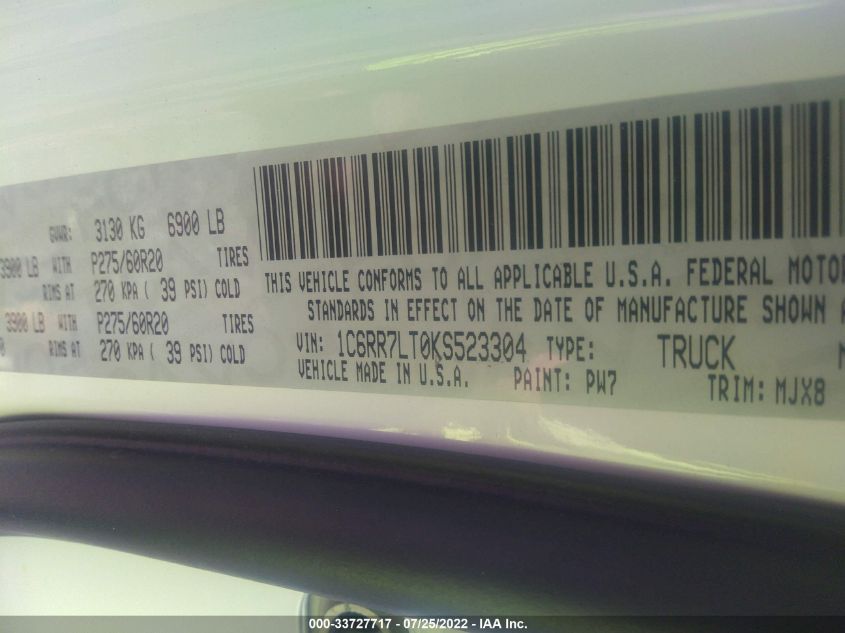 GVWR: 3130 KG 6900 LB
3900 LB WITH P275/60R20 TIRES
RIMS AT 270 KPA ( 39 PSI) COLD
3900 LB WITH P275/60R20 TIRES
RIMS AT 270 KPA ( 39 PSI) COLD
THIS VEHICLE CONFORMS TO ALL APPLICABLE U.S.A. FEDERAL MOTO
STANDARDS IN EFFECT ON THE DATE OF MANUFACTURE SHOWN
VIN: 1C6RR7LT0KS523304 TYPE: TRUCK
VEHICLE MADE IN U.S.A. PAINT: PW7 TRIM: MJX8
000-33727717 - 07/25/2022 - IAA Inc.